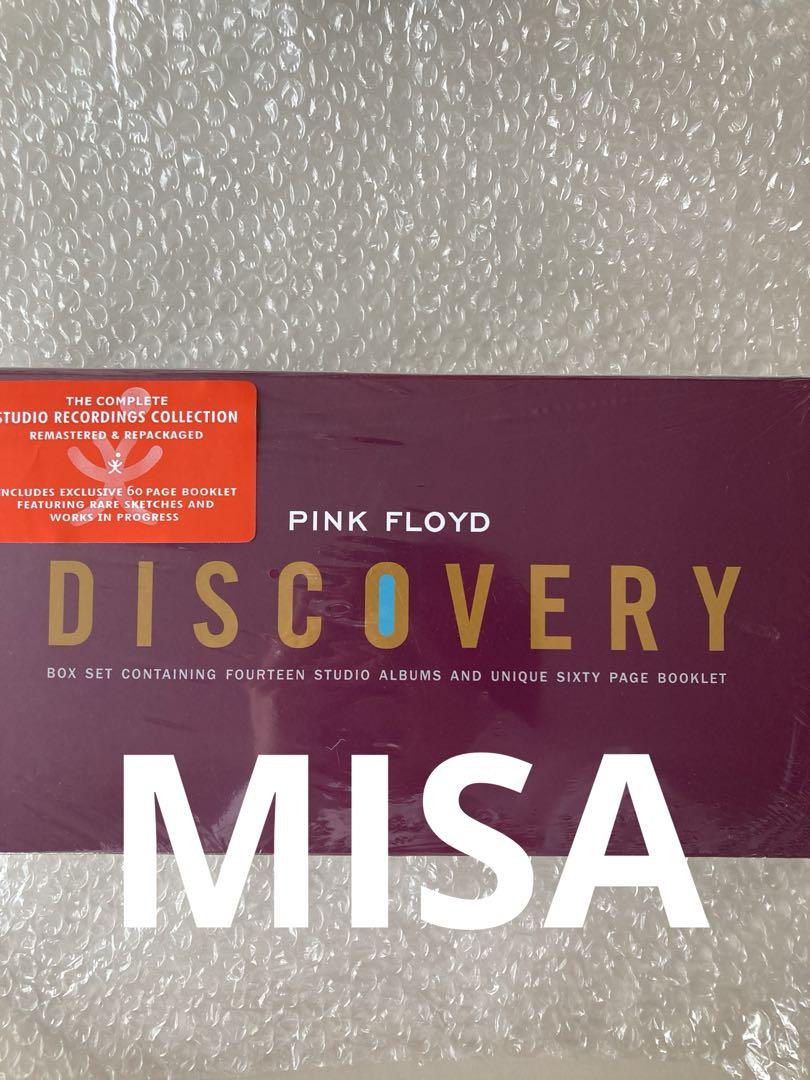 THE COMPLETE
STUDIO RECORDINGS COLLECTION
REMASTERED & REPACKAGED
INCLUDES EXCLUSIVE 60 PAGE BOOKLET
FEATURING RARE SKETCHES AND
WORKS IN PROGRESS
PINK FLOYD
DISCOVERY
BOX SET CONTAINING FOURTEEN STUDIO ALBUMS AND UNIQUE SIXTY PAGE BOOKLET
MISA